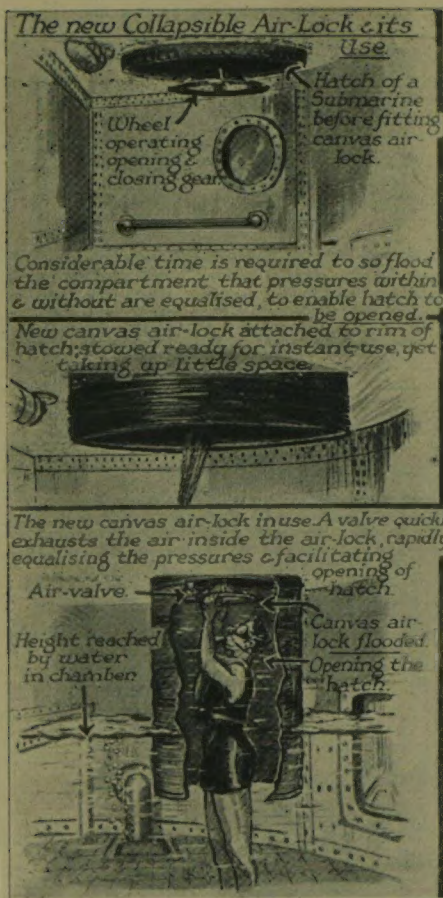 The new Collapsible Air-Lock & its
Use.
Wheel
operating
opening &
closing gear.
Hatch of a
Submarine
before fitting
canvas air-
lock.
Considerable time is required to so flood
the compartment that pressures within
& without are equalised, to enable hatch to
be opened.
New canvas air-lock attached to rim of
hatch; stowed ready for instant use, yet
taking up little space.
The new canvas air-lock in use. A valve quick
exhausts the air inside the air-lock, rapidl
equalising the pressures & facilitating
opening of
hatch.
Air-valve.
Canvas air-
lock flooded.
Height reached
by water
in chamber.
Opening the
hatch.